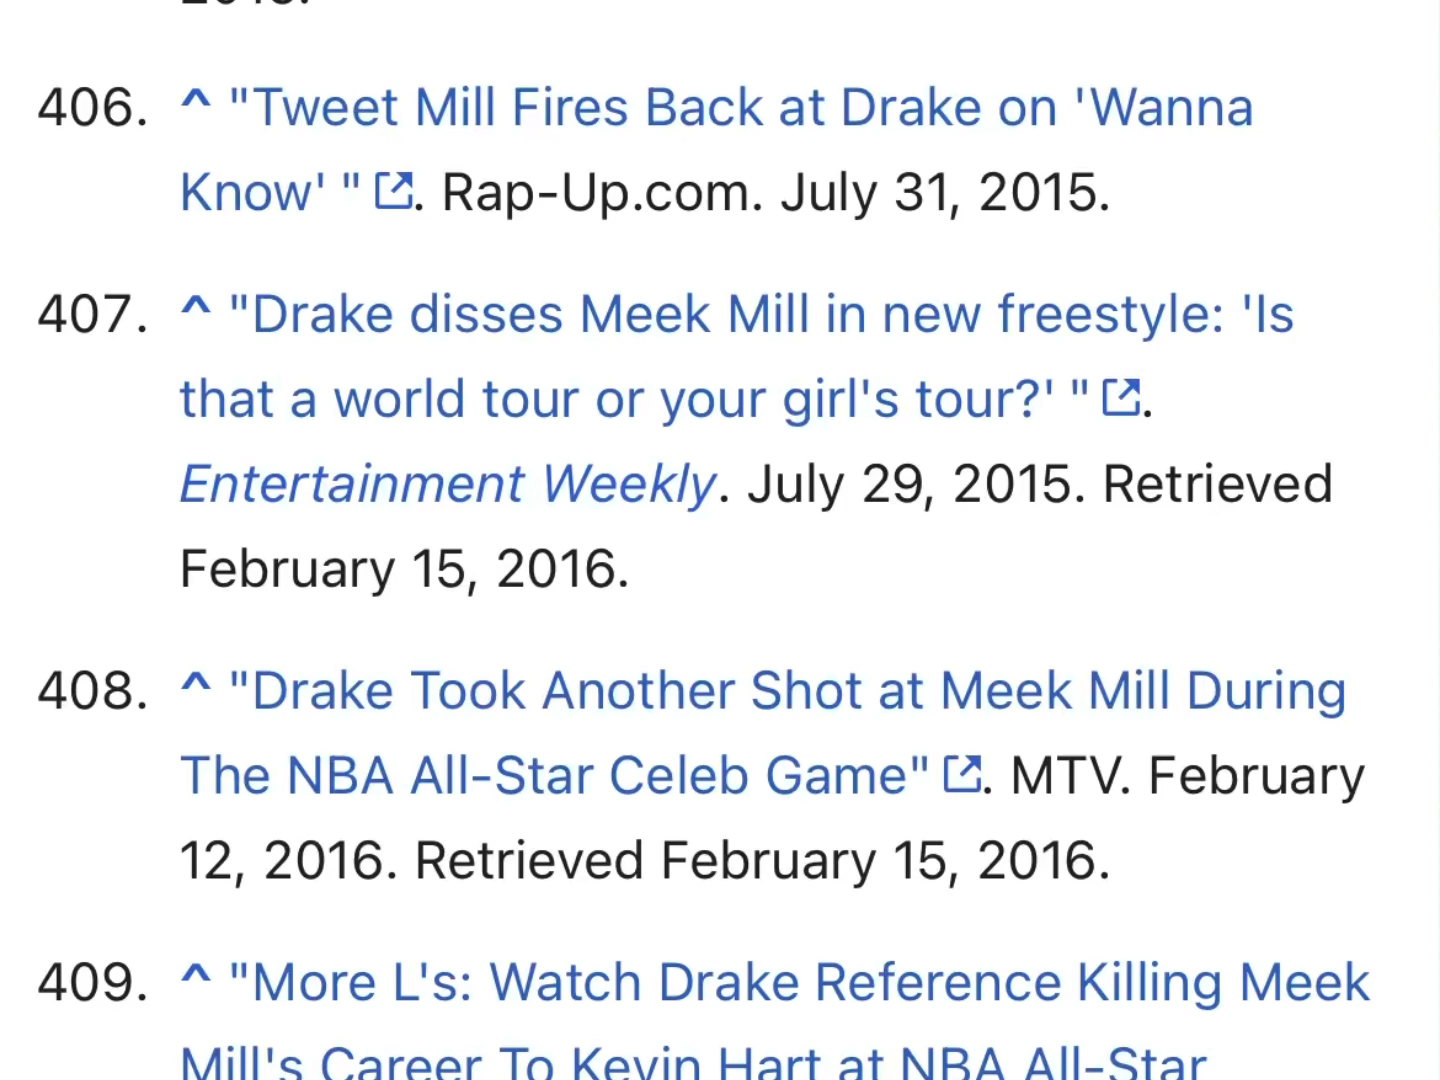 2015.
406. ^ "Tweet Mill Fires Back at Drake on 'Wanna
Know' ". Rap-Up.com. July 31, 2015.
407. ^ "Drake disses Meek Mill in new freestyle: 'Is
that a world tour or your girl's tour?' ".
Entertainment Weekly. July 29, 2015. Retrieved
February 15, 2016.
408. ^ "Drake Took Another Shot at Meek Mill During
The NBA All-Star Celeb Game". MTV. February
12, 2016. Retrieved February 15, 2016.
409. ^ "More L's: Watch Drake Reference Killing Meek
Mill's Career To Kevin Hart at NBA All-Star